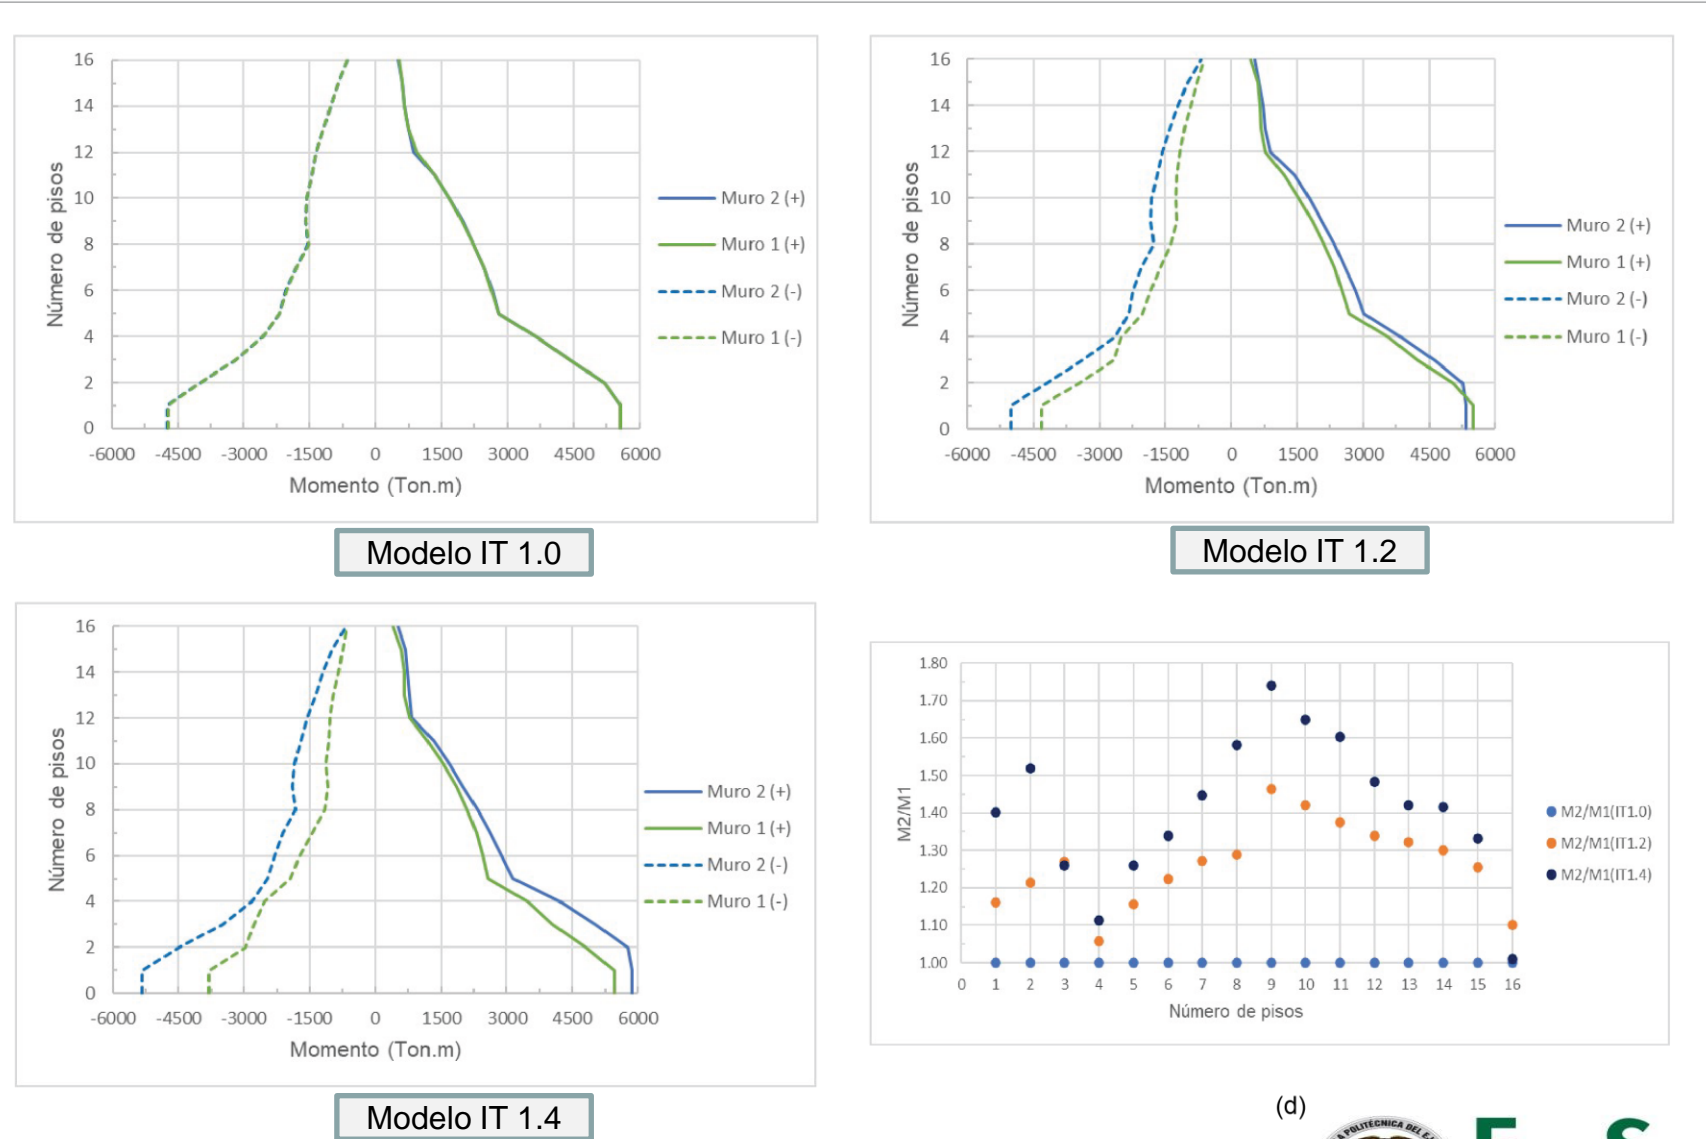 16
14
12
10
8
6
4
2
0
Número de pisos
-6000 -4500 -3000 -1500 0 1500 3000 4500 6000
Momento (Ton.m)
Muro 2 (+)
Muro 1 (+)
Muro 2 (-)
Muro 1 (-)
Modelo IT 1.0
16
14
12
10
8
6
4
2
0
Número de pisos
-6000 -4500 -3000 -1500 0 1500 3000 4500 6000
Momento (Ton.m)
Muro 2 (+)
Muro 1 (+)
Muro 2 (-)
Muro 1 (-)
Modelo IT 1.2
16
14
12
10
8
6
4
2
0
Número de pisos
-6000 -4500 -3000 -1500 0 1500 3000 4500 6000
Momento (Ton.m)
Muro 2 (+)
Muro 1 (+)
Muro 2 (-)
Muro 1 (-)
Modelo IT 1.4
1.80
1.70
1.60
1.50
1.40
1.30
1.20
1.10
1.00
M2/M1
0 1 2 3 4 5 6 7 8 9 10 11 12 13 14 15 16
Número de pisos
M2/M1(IT1.0)
M2/M1(IT1.2)
M2/M1(IT1.4)
(d)
POLITÉCNICA DEL